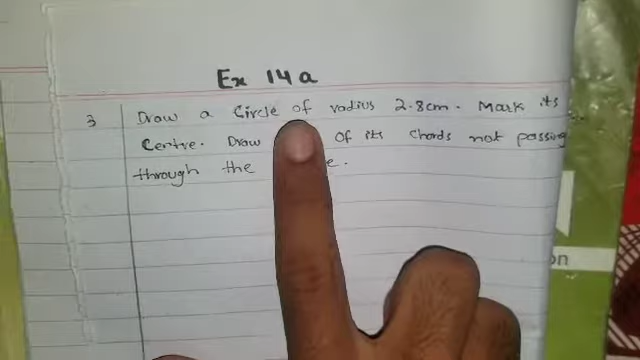 Ex 14a
3 Draw a Circle of radius 2.8cm. Mark its
Centre. Draw of its chords not passing
through the e.
on